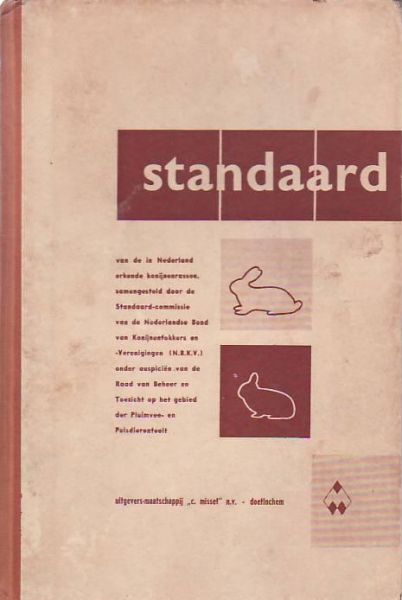 standaard
van de in Nederland
erkende konijnenrassen,
samengesteld door de
Standaard-commissie
van de Nederlandse Bond
van Konijnenfokkers en
-Verenigingen (N.B.K.V.)
onder auspiciën van de
Raad van Beheer en
Toezicht op het gebied
der Pluimvee- en
Pelsdierenteelt
uitgevers-maatschappij „c. misset" n.v. - doetinchem